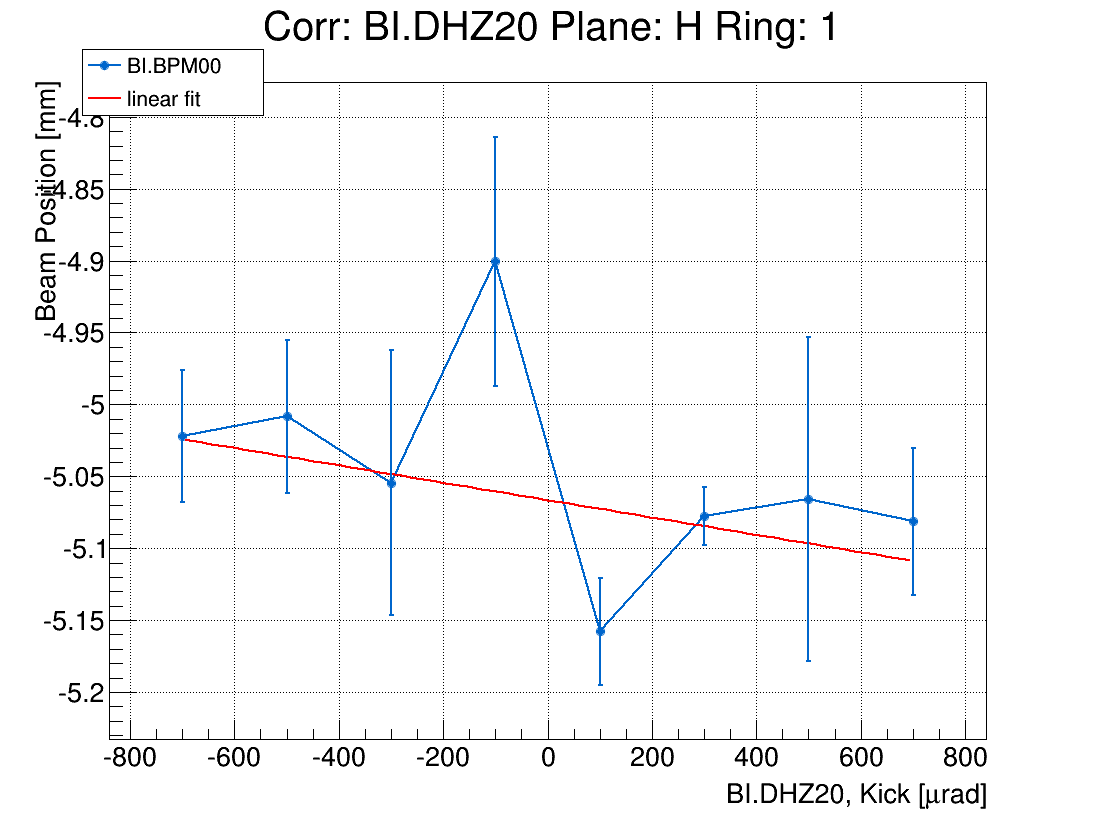 Corr: BI.DHZ20 Plane: H Ring: 1
BI.BPM00
linear fit
Beam Position [mm]
-4.8
-4.85
-4.9
-4.95
-5
-5.05
-5.1
-5.15
-5.2
-800 -600 -400 -200 0 200 400 600 800
BI.DHZ20, Kick [μrad]